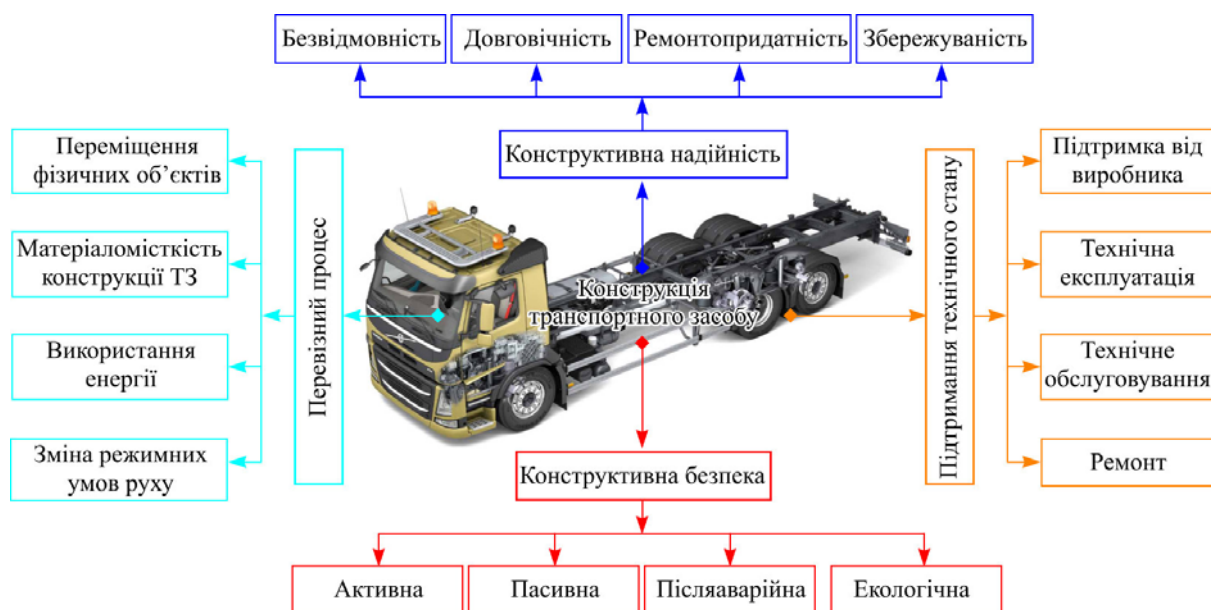 Безвідмовність
Довговічність
Ремонтопридатність
Збережуваність
Конструктивна надійність
Переміщення
фізичних об’єктів
Матеріаломісткість
конструкції ТЗ
Використання
енергії
Зміна режимних
умов руху
Перевізний процес
Конструкція
транспортного засобу
Підтримання технічного стану
Підтримка від
виробника
Технічна
експлуатація
Технічне
обслуговування
Ремонт
Конструктивна безпека
Активна
Пасивна
Післяаварійна
Екологічна